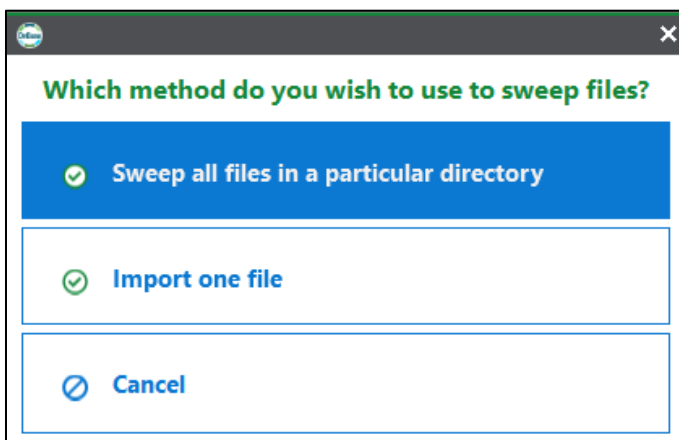 OnBase
Which method do you wish to use to sweep files?
Sweep all files in a particular directory
Import one file
Cancel